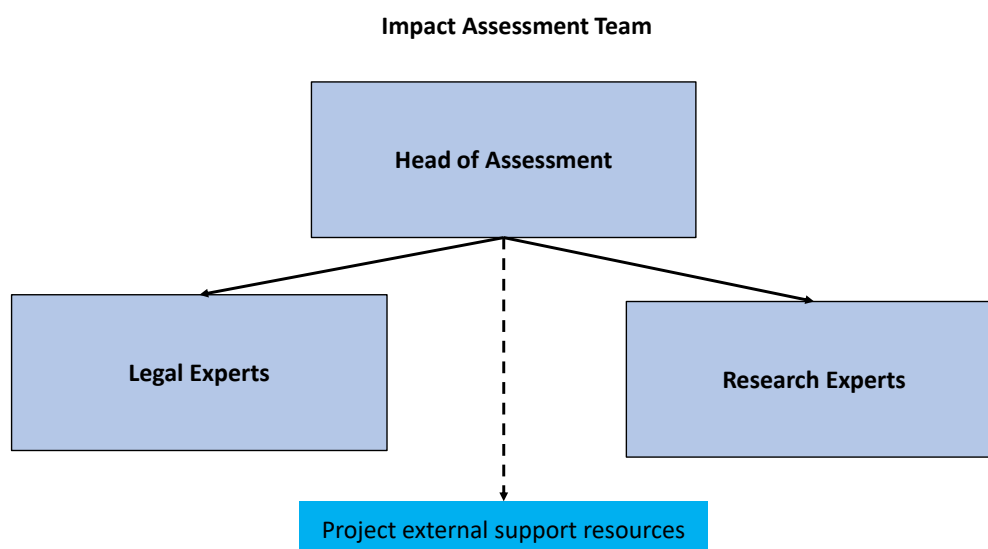 Impact Assessment Team
Head of Assessment
Legal Experts
Research Experts
Project external support resources